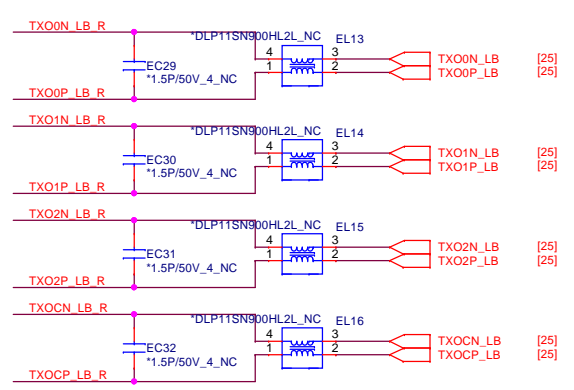 TXO0N_LB_R
*DLP11SN900HL2L_NC EL13
4 3 TXO0N_LB [25]
EC29 1 2 TXO0P_LB [25]
*1.5P/50V_4_NC
TXO0P_LB_R
TXO1N_LB_R
*DLP11SN900HL2L_NC EL14
4 3 TXO1N_LB [25]
EC30 1 2 TXO1P_LB [25]
*1.5P/50V_4_NC
TXO1P_LB_R
TXO2N_LB_R
*DLP11SN900HL2L_NC EL15
4 3 TXO2N_LB [25]
EC31 1 2 TXO2P_LB [25]
*1.5P/50V_4_NC
TXO2P_LB_R
TXOCN_LB_R
*DLP11SN900HL2L_NC EL16
4 3 TXOCN_LB [25]
EC32 1 2 TXOCP_LB [25]
*1.5P/50V_4_NC
TXOCP_LB_R